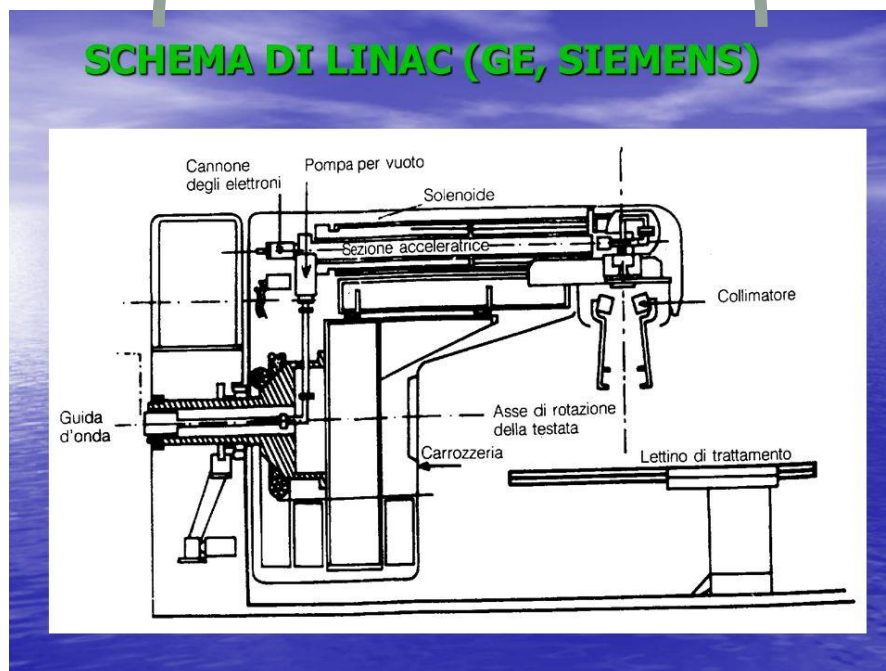 SCHEMA DI LINAC (GE, SIEMENS)
Cannone
degli elettroni
Pompa per vuoto
Solenoide
Sezione acceleratrice
Collimatore
Guida
d'onda
Asse di rotazione
della testata
Carrozzeria
Lettino di trattamento